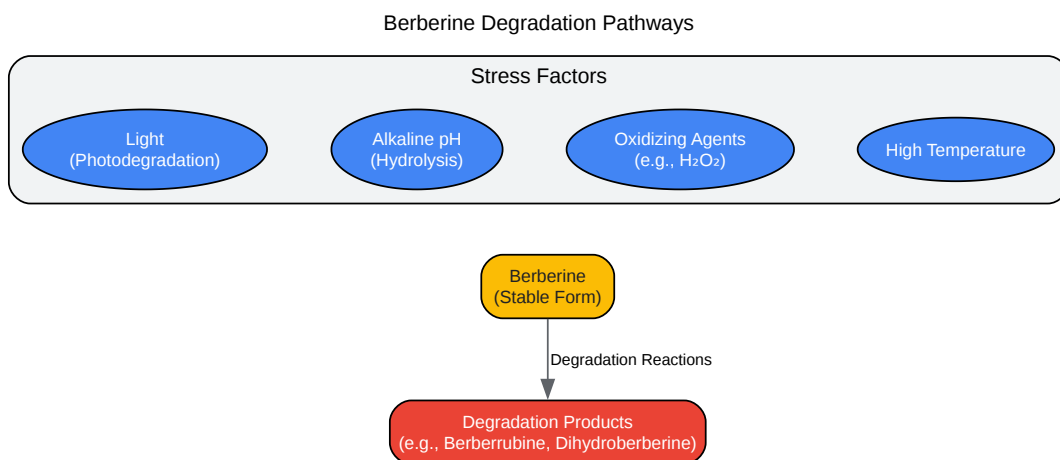 Berberine Degradation Pathways
Stress Factors
Light
(Photodegradation)
Alkaline pH
(Hydrolysis)
Oxidizing Agents
(e.g., H₂O₂)
High Temperature
Berberine
(Stable Form)
Degradation Reactions
Degradation Products
(e.g., Berberrubine, Dihydroberberine)